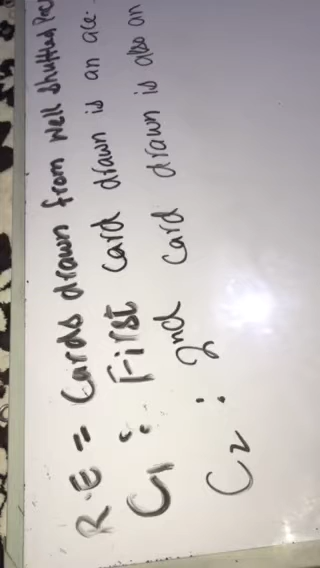 R.E = Cards drawn from well shuffled
C1 : First card drawn is an ace.
C2 : 2nd card drawn is also an